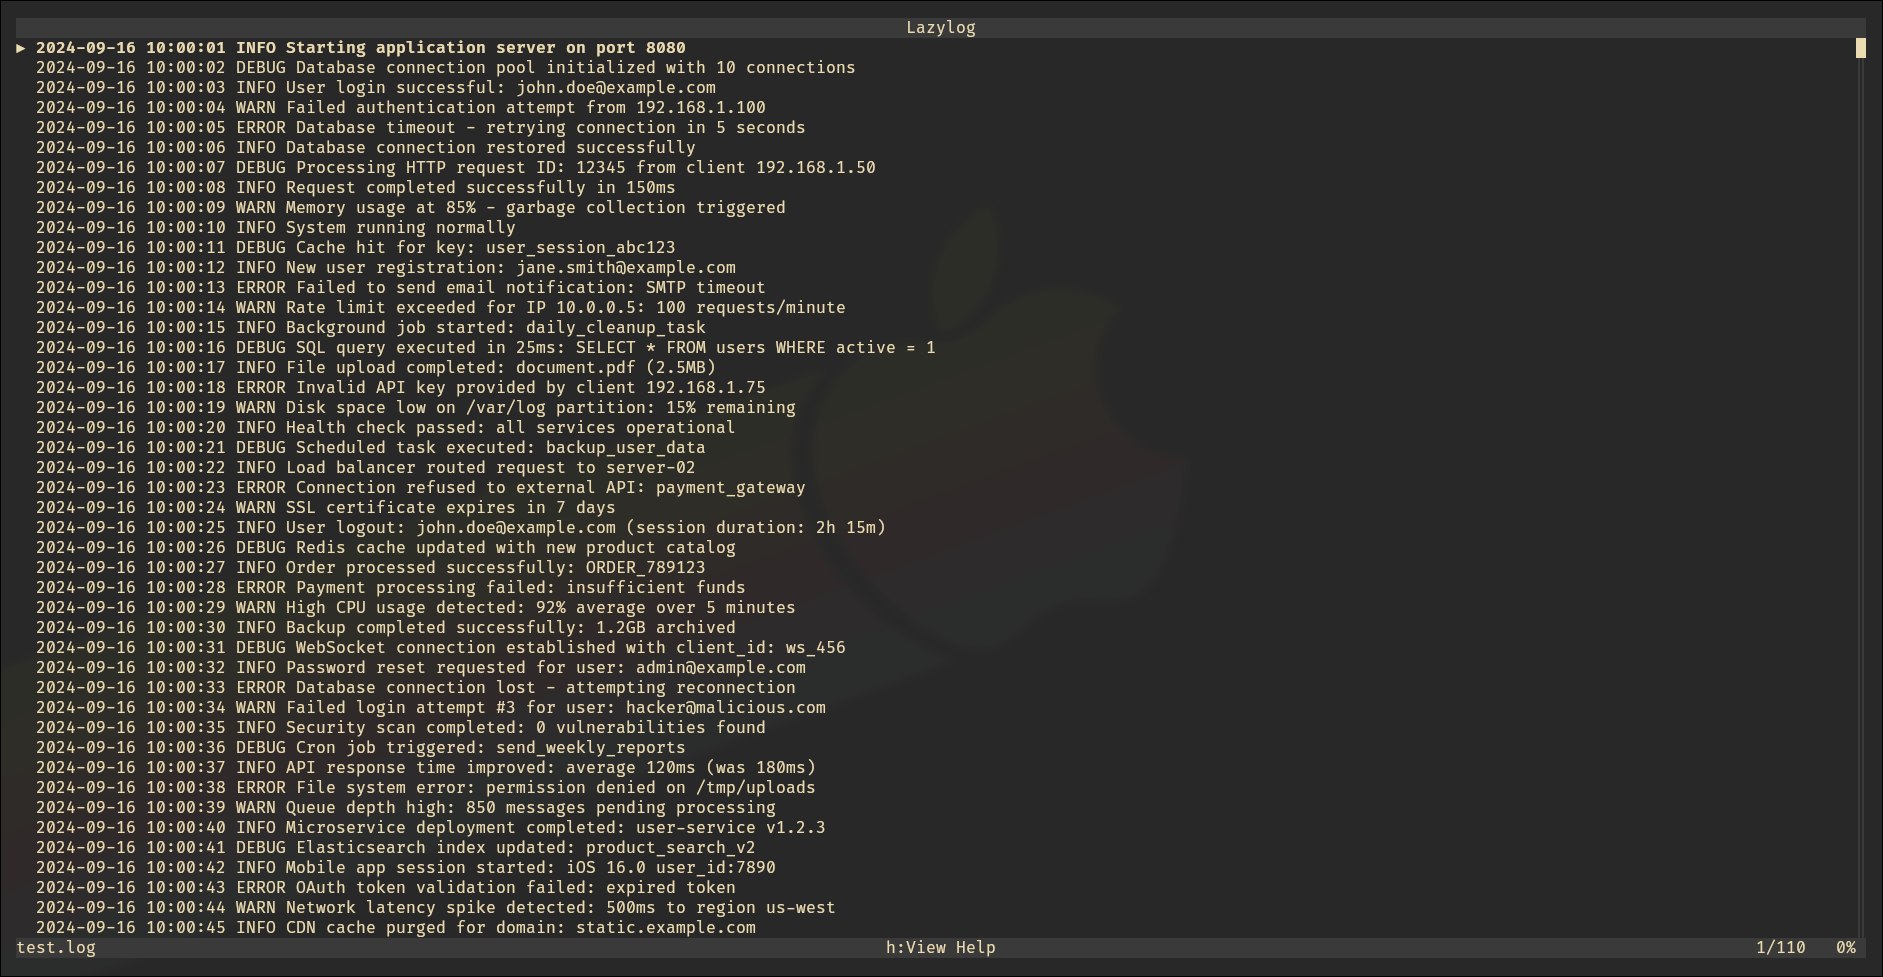 Lazylog
▶ 2024-09-16 10:00:01 INFO Starting application server on port 8080
2024-09-16 10:00:02 DEBUG Database connection pool initialized with 10 connections
2024-09-16 10:00:03 INFO User login successful: john.doe@example.com
2024-09-16 10:00:04 WARN Failed authentication attempt from 192.168.1.100
2024-09-16 10:00:05 ERROR Database timeout - retrying connection in 5 seconds
2024-09-16 10:00:06 INFO Database connection restored successfully
2024-09-16 10:00:07 DEBUG Processing HTTP request ID: 12345 from client 192.168.1.50
2024-09-16 10:00:08 INFO Request completed successfully in 150ms
2024-09-16 10:00:09 WARN Memory usage at 85% - garbage collection triggered
2024-09-16 10:00:10 INFO System running normally
2024-09-16 10:00:11 DEBUG Cache hit for key: user_session_abc123
2024-09-16 10:00:12 INFO New user registration: jane.smith@example.com
2024-09-16 10:00:13 ERROR Failed to send email notification: SMTP timeout
2024-09-16 10:00:14 WARN Rate limit exceeded for IP 10.0.0.5: 100 requests/minute
2024-09-16 10:00:15 INFO Background job started: daily_cleanup_task
2024-09-16 10:00:16 DEBUG SQL query executed in 25ms: SELECT * FROM users WHERE active = 1
2024-09-16 10:00:17 INFO File upload completed: document.pdf (2.5MB)
2024-09-16 10:00:18 ERROR Invalid API key provided by client 192.168.1.75
2024-09-16 10:00:19 WARN Disk space low on /var/log partition: 15% remaining
2024-09-16 10:00:20 INFO Health check passed: all services operational
2024-09-16 10:00:21 DEBUG Scheduled task executed: backup_user_data
2024-09-16 10:00:22 INFO Load balancer routed request to server-02
2024-09-16 10:00:23 ERROR Connection refused to external API: payment_gateway
2024-09-16 10:00:24 WARN SSL certificate expires in 7 days
2024-09-16 10:00:25 INFO User logout: john.doe@example.com (session duration: 2h 15m)
2024-09-16 10:00:26 DEBUG Redis cache updated with new product catalog
2024-09-16 10:00:27 INFO Order processed successfully: ORDER_789123
2024-09-16 10:00:28 ERROR Payment processing failed: insufficient funds
2024-09-16 10:00:29 WARN High CPU usage detected: 92% average over 5 minutes
2024-09-16 10:00:30 INFO Backup completed successfully: 1.2GB archived
2024-09-16 10:00:31 DEBUG WebSocket connection established with client_id: ws_456
2024-09-16 10:00:32 INFO Password reset requested for user: admin@example.com
2024-09-16 10:00:33 ERROR Database connection lost - attempting reconnection
2024-09-16 10:00:34 WARN Failed login attempt #3 for user: hacker@malicious.com
2024-09-16 10:00:35 INFO Security scan completed: 0 vulnerabilities found
2024-09-16 10:00:36 DEBUG Cron job triggered: send_weekly_reports
2024-09-16 10:00:37 INFO API response time improved: average 120ms (was 180ms)
2024-09-16 10:00:38 ERROR File system error: permission denied on /tmp/uploads
2024-09-16 10:00:39 WARN Queue depth high: 850 messages pending processing
2024-09-16 10:00:40 INFO Microservice deployment completed: user-service v1.2.3
2024-09-16 10:00:41 DEBUG Elasticsearch index updated: product_search_v2
2024-09-16 10:00:42 INFO Mobile app session started: iOS 16.0 user_id:7890
2024-09-16 10:00:43 ERROR OAuth token validation failed: expired token
2024-09-16 10:00:44 WARN Network latency spike detected: 500ms to region us-west
2024-09-16 10:00:45 INFO CDN cache purged for domain: static.example.com
test.log h:View Help 1/110 0%